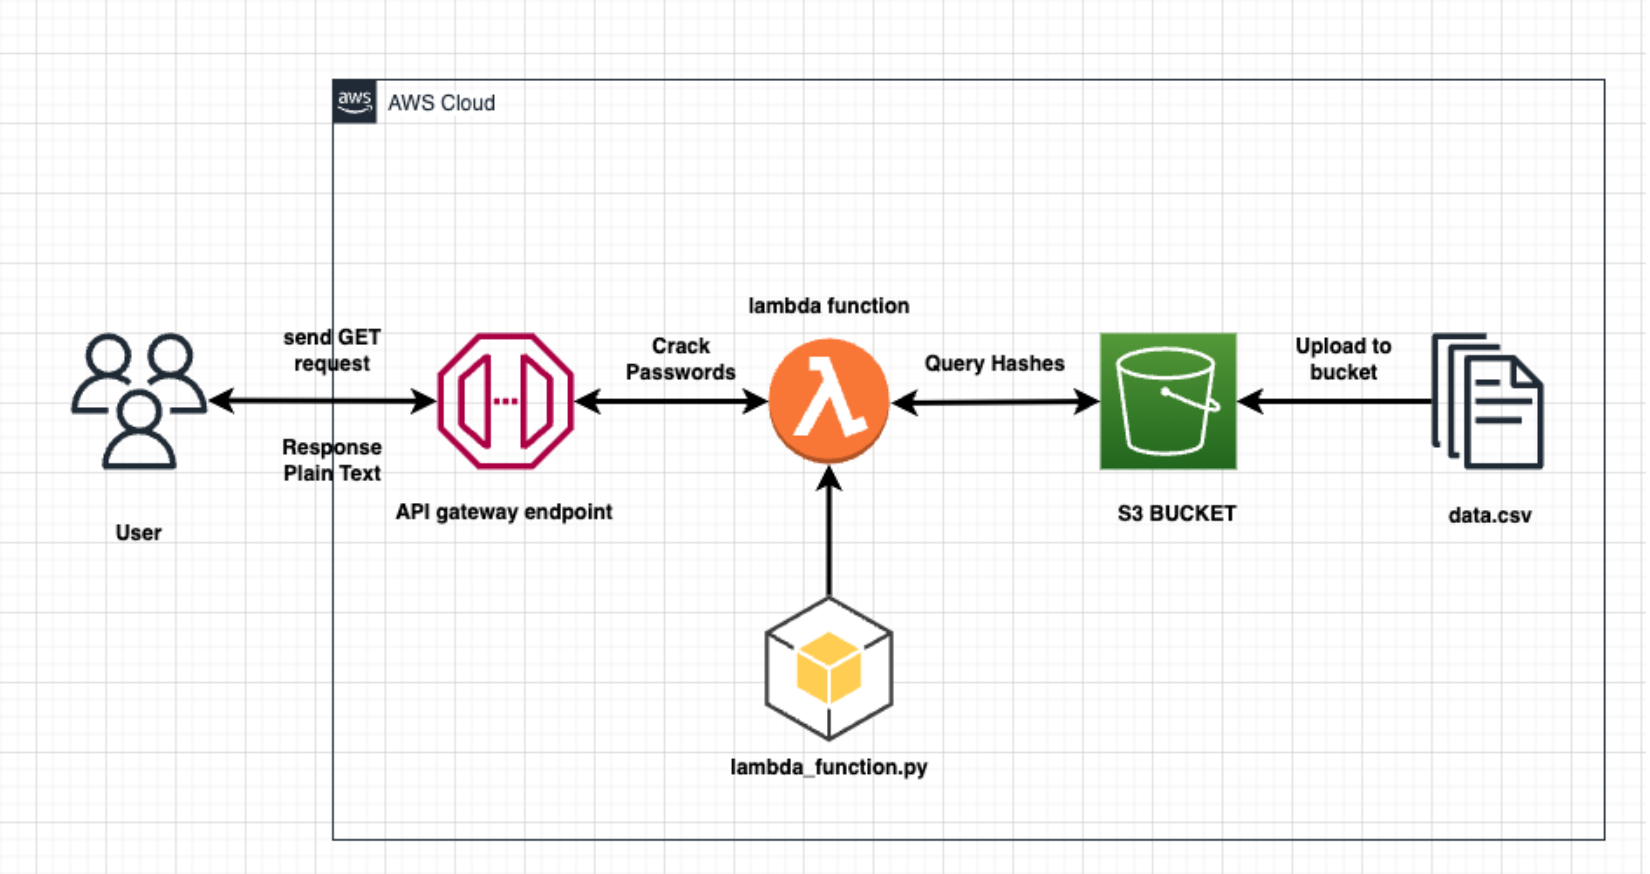 aws
AWS Cloud
lambda function
send GET
request
Crack
Passwords
Query Hashes
Upload to
bucket
Response
Plain Text
User
API gateway endpoint
S3 BUCKET
data.csv
lambda_function.py